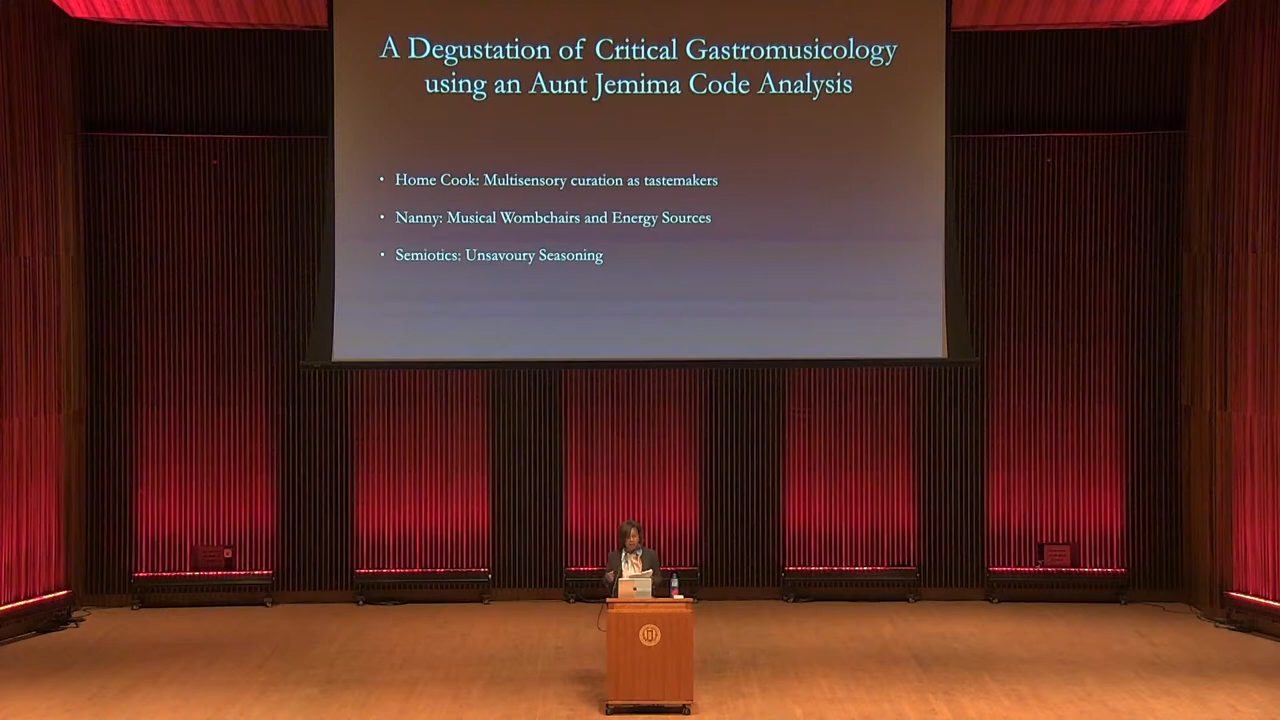 A Degustation of Critical Gastromusicology
using an Aunt Jemima Code Analysis
• Home Cook: Multisensory curation as tastemakers
• Nanny: Musical Wombchairs and Energy Sources
• Semiotics: Unsavoury Seasoning